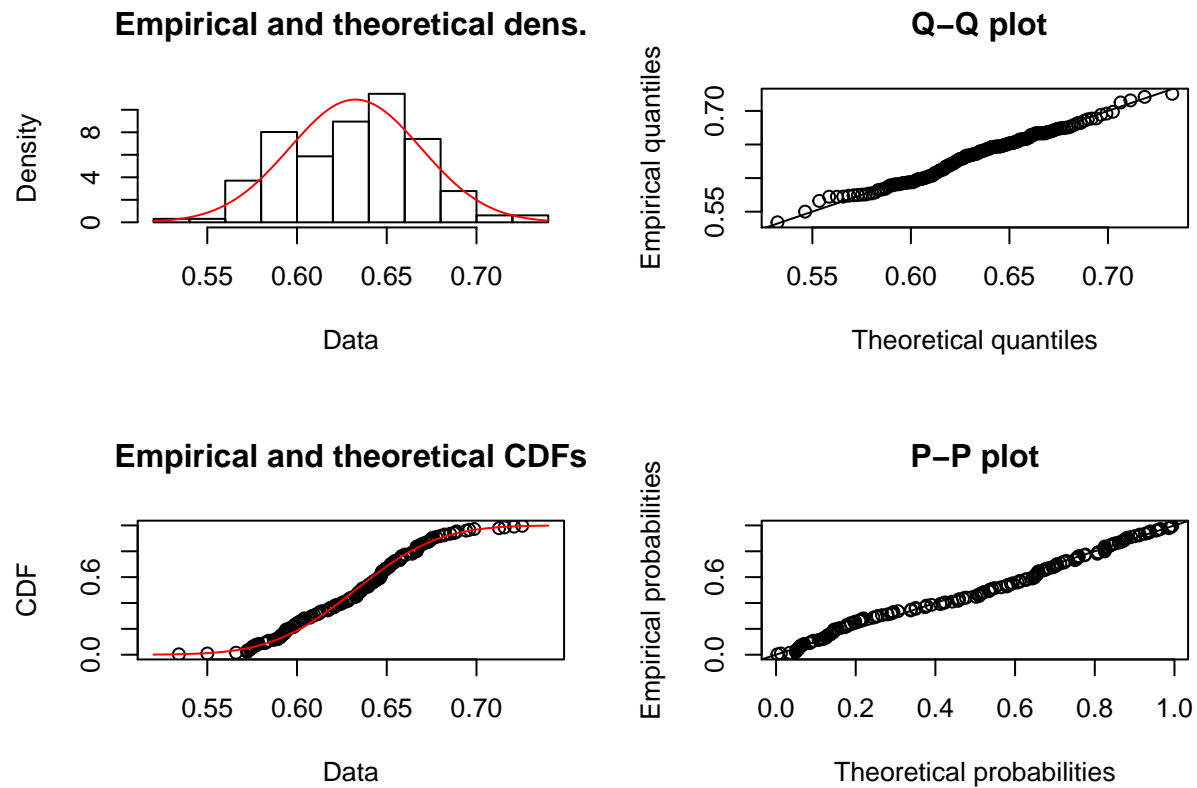 Empirical and theoretical dens.
Density
0 4 8
0.55 0.60 0.65 0.70
Data
Q−Q plot
Empirical quantiles
0.55 0.70
0.55 0.60 0.65 0.70
Theoretical quantiles
Empirical and theoretical CDFs
CDF
0.0 0.6
0.55 0.60 0.65 0.70
Data
P−P plot
Empirical probabilities
0.0 0.6
0.0 0.2 0.4 0.6 0.8 1.0
Theoretical probabilities